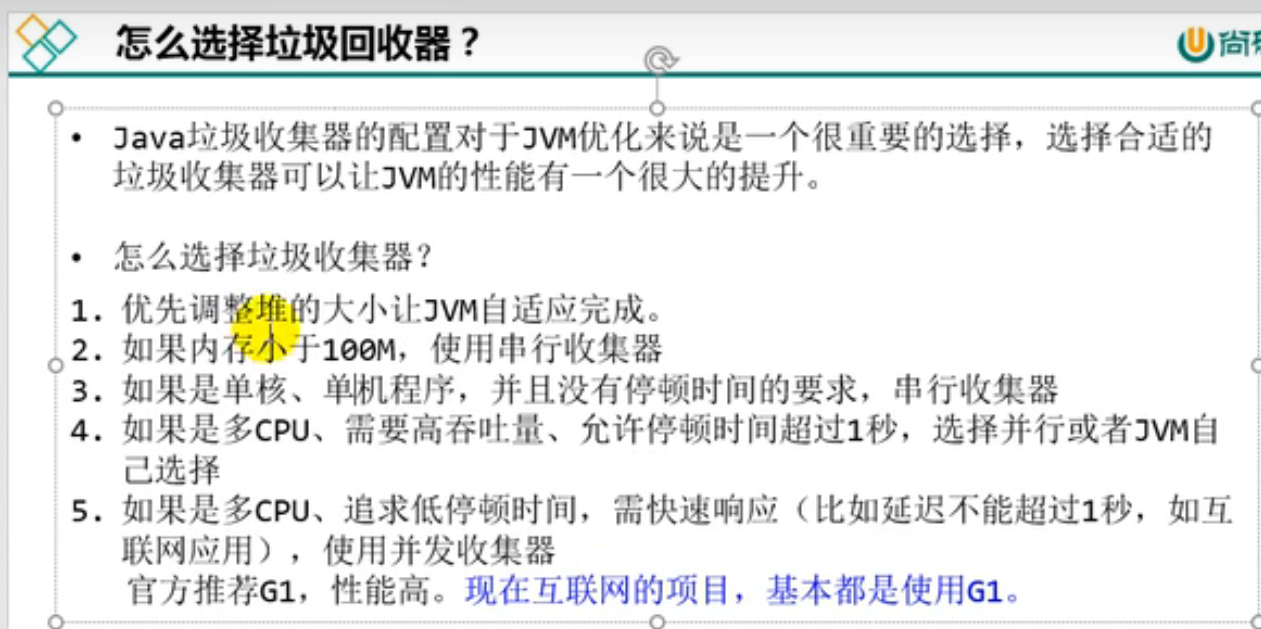 怎么选择垃圾回收器？
尚
• Java垃圾收集器的配置对于JVM优化来说是一个很重要的选择，选择合适的
垃圾收集器可以让JVM的性能有一个很大的提升。
• 怎么选择垃圾收集器？
1. 优先调整堆的大小让JVM自适应完成。
2. 如果内存小于100M，使用串行收集器
3. 如果是单核、单机程序，并且没有停顿时间的要求，串行收集器
4. 如果是多CPU、需要高吞吐量、允许停顿时间超过1秒，选择并行或者JVM自
己选择
5. 如果是多CPU、追求低停顿时间，需快速响应（比如延迟不能超过1秒，如互
联网应用），使用并发收集器
官方推荐G1，性能高。现在互联网的项目，基本都是使用G1。